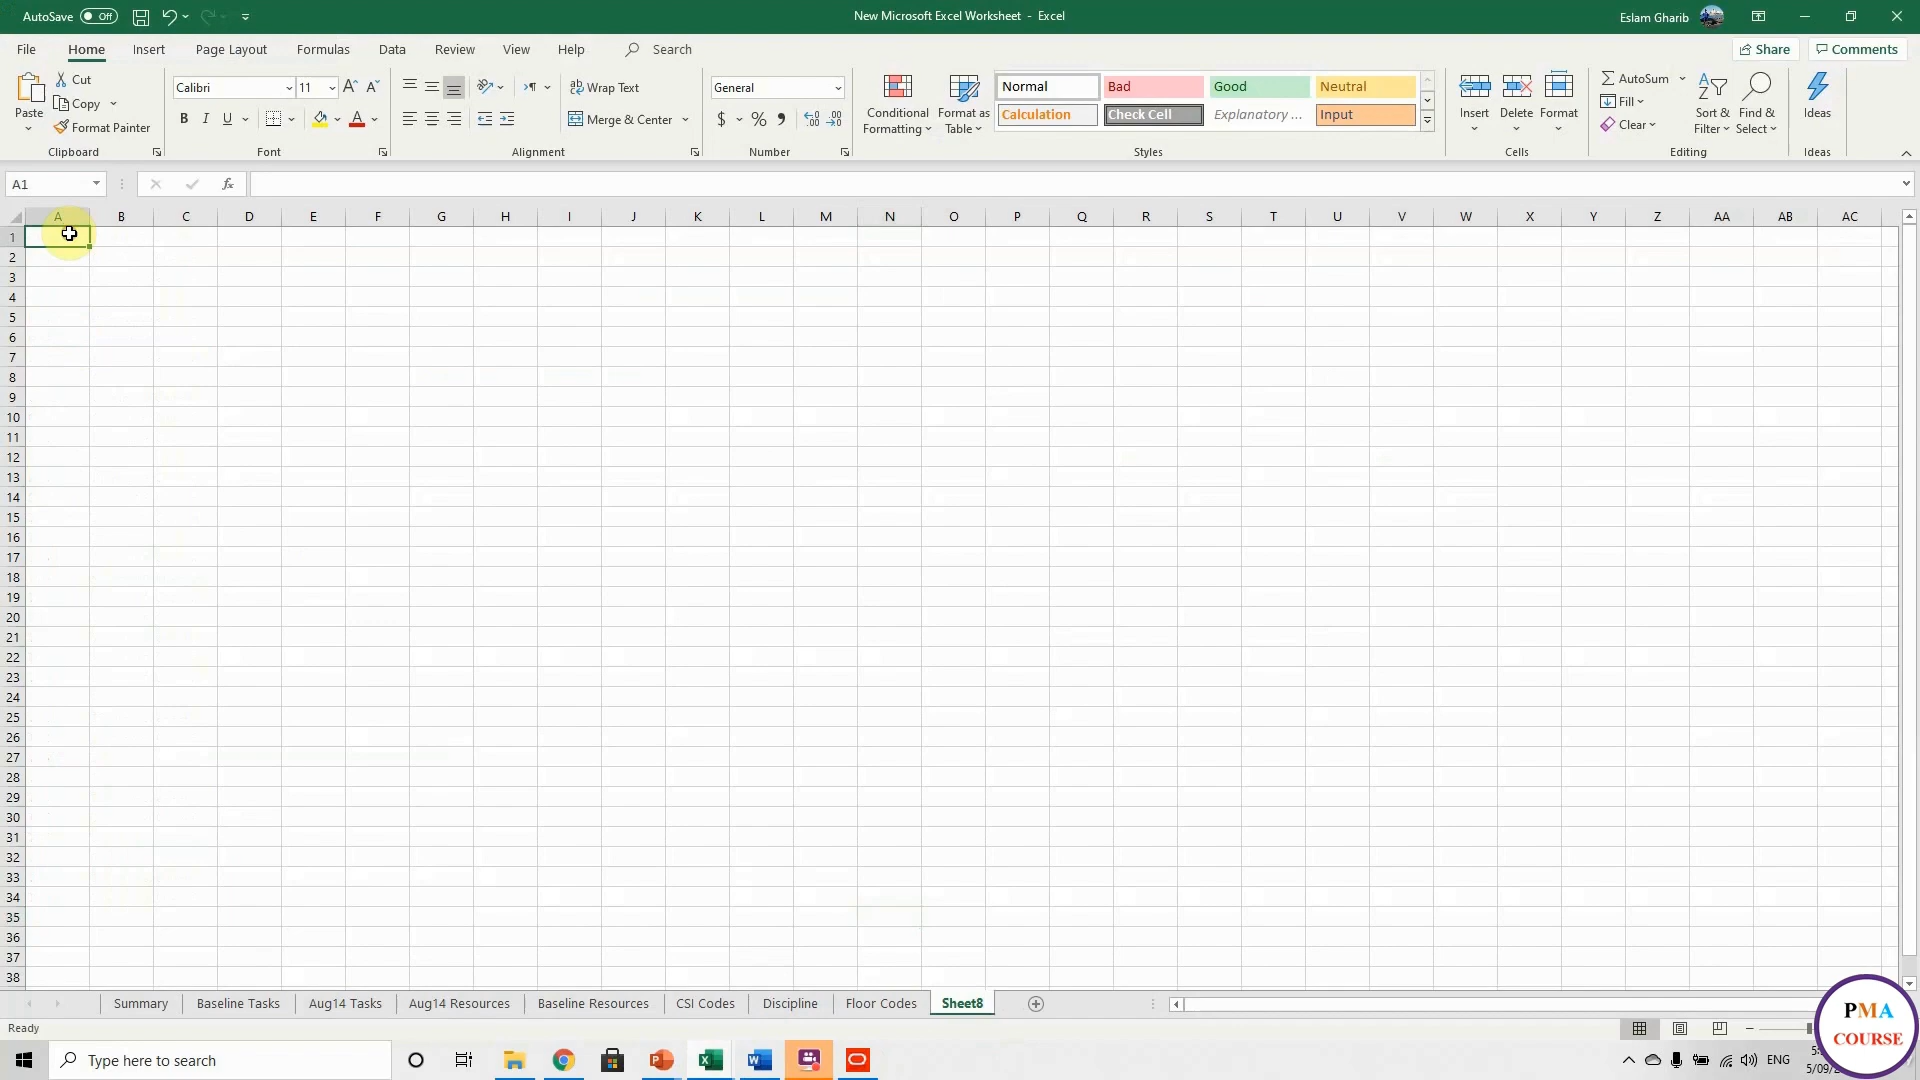 AutoSave Off
New Microsoft Excel Worksheet - Excel
Eslam Gharib
File Home Insert Page Layout Formulas Data Review View Help Search
Share Comments
Cut
Copy
Format Painter
Paste
Clipboard
Calibri 11
B I U
Font
Wrap Text
Merge & Center
Alignment
General
$ % 9
Number
Conditional Formatting
Format as Table
Normal Bad Good Neutral
Calculation Check Cell Explanatory ... Input
Styles
Insert Delete Format
Cells
AutoSum
Fill
Clear
Sort & Filter
Find & Select
Editing
Ideas
Ideas
A1
fx
A B C D E F G H I J K L M N O P Q R S T U V W X Y Z AA AB AC
1
2
3
4
5
6
7
8
9
10
11
12
13
14
15
16
17
18
19
20
21
22
23
24
25
26
27
28
29
30
31
32
33
34
35
36
37
38
Summary Baseline Tasks Aug14 Tasks Aug14 Resources Baseline Resources CSI Codes Discipline Floor Codes Sheet8
Ready
PMA
COURSE
Type here to search
ENG